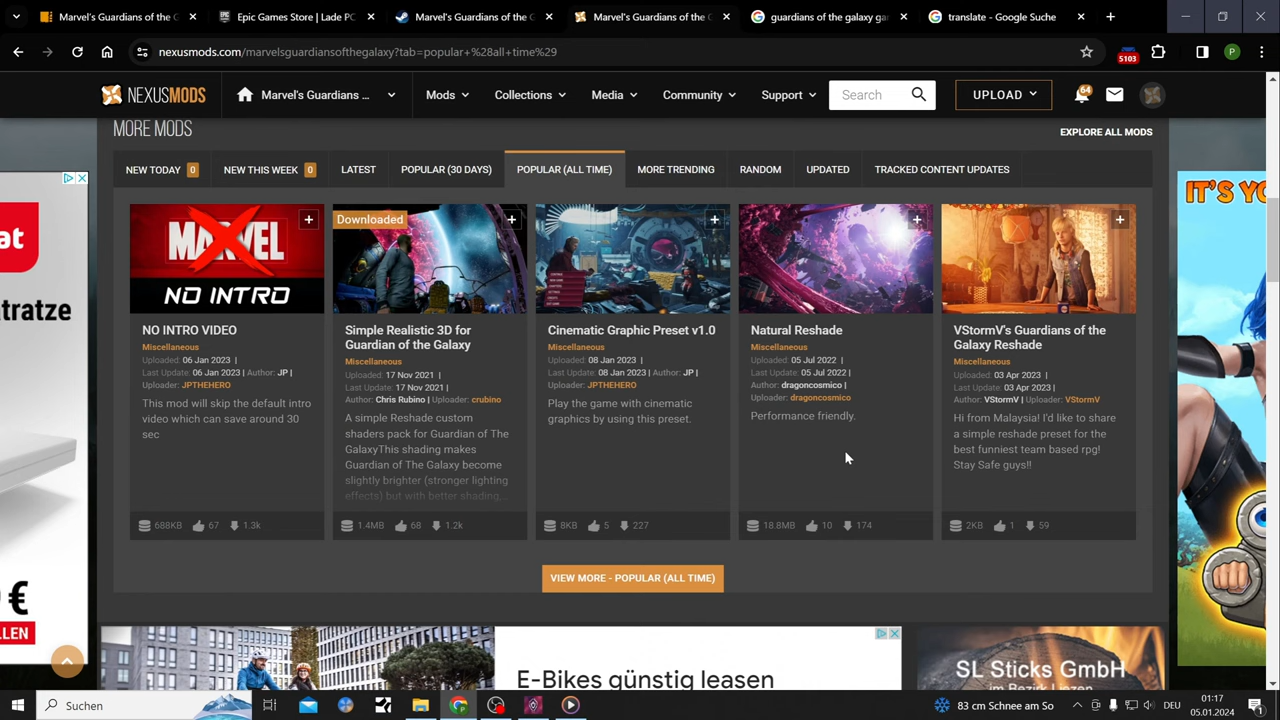 Marvel's Guardians of the G
Epic Games Store | Lade PC
Marvel's Guardians of the G
Marvel's Guardians of the G
guardians of the galaxy ga
translate - Google Suche
nexusmods.com/marvelsguardiansofthegalaxy?tab=popular+%28all+time%29
5103
P
NEXUSMODS
Marvel's Guardians ...
Mods
Collections
Media
Community
Support
Search
UPLOAD
64
MORE MODS
EXPLORE ALL MODS
NEW TODAY 0
NEW THIS WEEK 0
LATEST
POPULAR (30 DAYS)
POPULAR (ALL TIME)
MORE TRENDING
RANDOM
UPDATED
TRACKED CONTENT UPDATES
MARVEL
NO INTRO
NO INTRO VIDEO
Miscellaneous
Uploaded: 06 Jan 2023 |
Last Update: 06 Jan 2023 | Author: JP |
Uploader: JPTHEHERO
This mod will skip the default intro
video which can save around 30
sec
688KB 67 1.3k
Downloaded
Simple Realistic 3D for
Guardian of the Galaxy
Miscellaneous
Uploaded: 17 Nov 2021 |
Last Update: 17 Nov 2021 |
Author: Chris Rubino | Uploader: crubino
A simple Reshade custom
shaders pack for Guardian of The
GalaxyThis shading makes
Guardian of The Galaxy become
slightly brighter (stronger lighting
effects) but with better shading,...
1.4MB 68 1.2k
Cinematic Graphic Preset v1.0
Miscellaneous
Uploaded: 08 Jan 2023 |
Last Update: 08 Jan 2023 | Author: JP |
Uploader: JPTHEHERO
Play the game with cinematic
graphics by using this preset.
8KB 5 227
Natural Reshade
Miscellaneous
Uploaded: 05 Jul 2022 |
Last Update: 05 Jul 2022 |
Author: dragoncosmico |
Uploader: dragoncosmico
Performance friendly.
18.8MB 10 174
VStormV's Guardians of the
Galaxy Reshade
Miscellaneous
Uploaded: 03 Apr 2023 |
Last Update: 03 Apr 2023 |
Author: VStormV | Uploader: VStormV
Hi from Malaysia! I'd like to share
a simple reshade preset for the
best funniest team based rpg!
Stay Safe guys!!
2KB 1 59
VIEW MORE - POPULAR (ALL TIME)
at
tratze
€
LLEN
IT'S YO
E-Bikes günstig leasen
SL Sticks GmbH
im Bezirk Liezen
Suchen
83 cm Schnee am So
DEU
01:17
05.01.2024
1